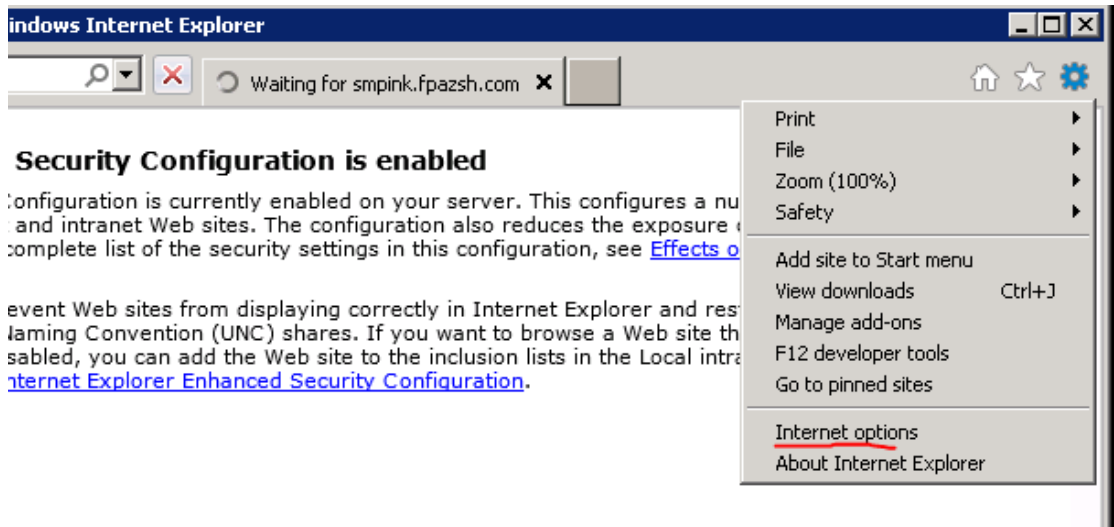 indows Internet Explorer
Waiting for smpink.fpazsh.com
Security Configuration is enabled
onfiguration is currently enabled on your server. This configures a nu
and intranet Web sites. The configuration also reduces the exposure
complete list of the security settings in this configuration, see Effects o
event Web sites from displaying correctly in Internet Explorer and res
Naming Convention (UNC) shares. If you want to browse a Web site th
sabled, you can add the Web site to the inclusion lists in the Local intra
nternet Explorer Enhanced Security Configuration.
Print
File
Zoom (100%)
Safety
Add site to Start menu
View downloads Ctrl+J
Manage add-ons
F12 developer tools
Go to pinned sites
Internet options
About Internet Explorer